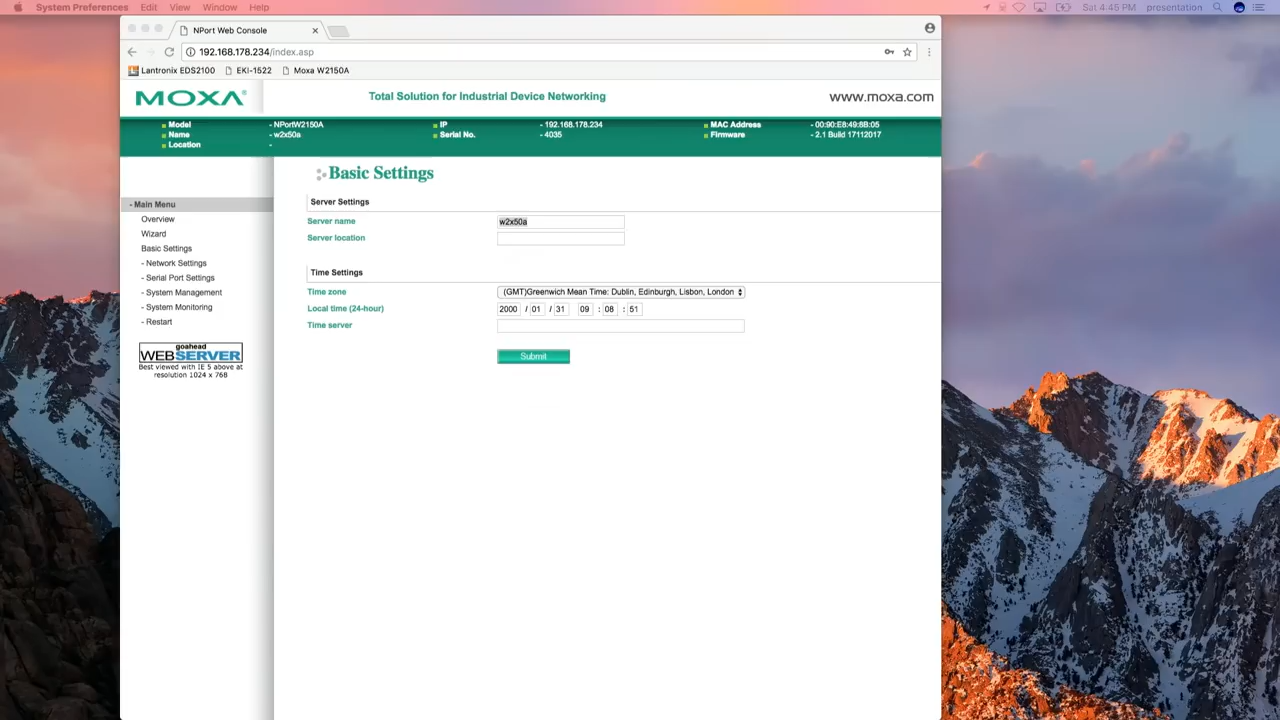 System Preferences Edit View Window Help Sat 4:45 PM presentation
NPort Web Console
192.168.178.234/index.asp
Lantronix EDS2100 EKI-1522 Moxa W2150A
MOXA® Total Solution for Industrial Device Networking www.moxa.com
Model - NPortW2150A IP - 192.168.178.234 MAC Address - 00:90:E8:49:8B:05
Name - w2x50a Serial No. - 4035 Firmware - 2.1 Build 17112017
Location -
Basic Settings
- Main Menu
Overview
Wizard
Basic Settings
- Network Settings
- Serial Port Settings
- System Management
- System Monitoring
- Restart
goahead
WEBSERVER
Best viewed with IE 5 above at
resolution 1024 x 768
Server Settings
Server name w2x50a
Server location
Time Settings
Time zone (GMT)Greenwich Mean Time: Dublin, Edinburgh, Lisbon, London
Local time (24-hour) 2000 / 01 / 31 09 : 08 : 51
Time server
Submit